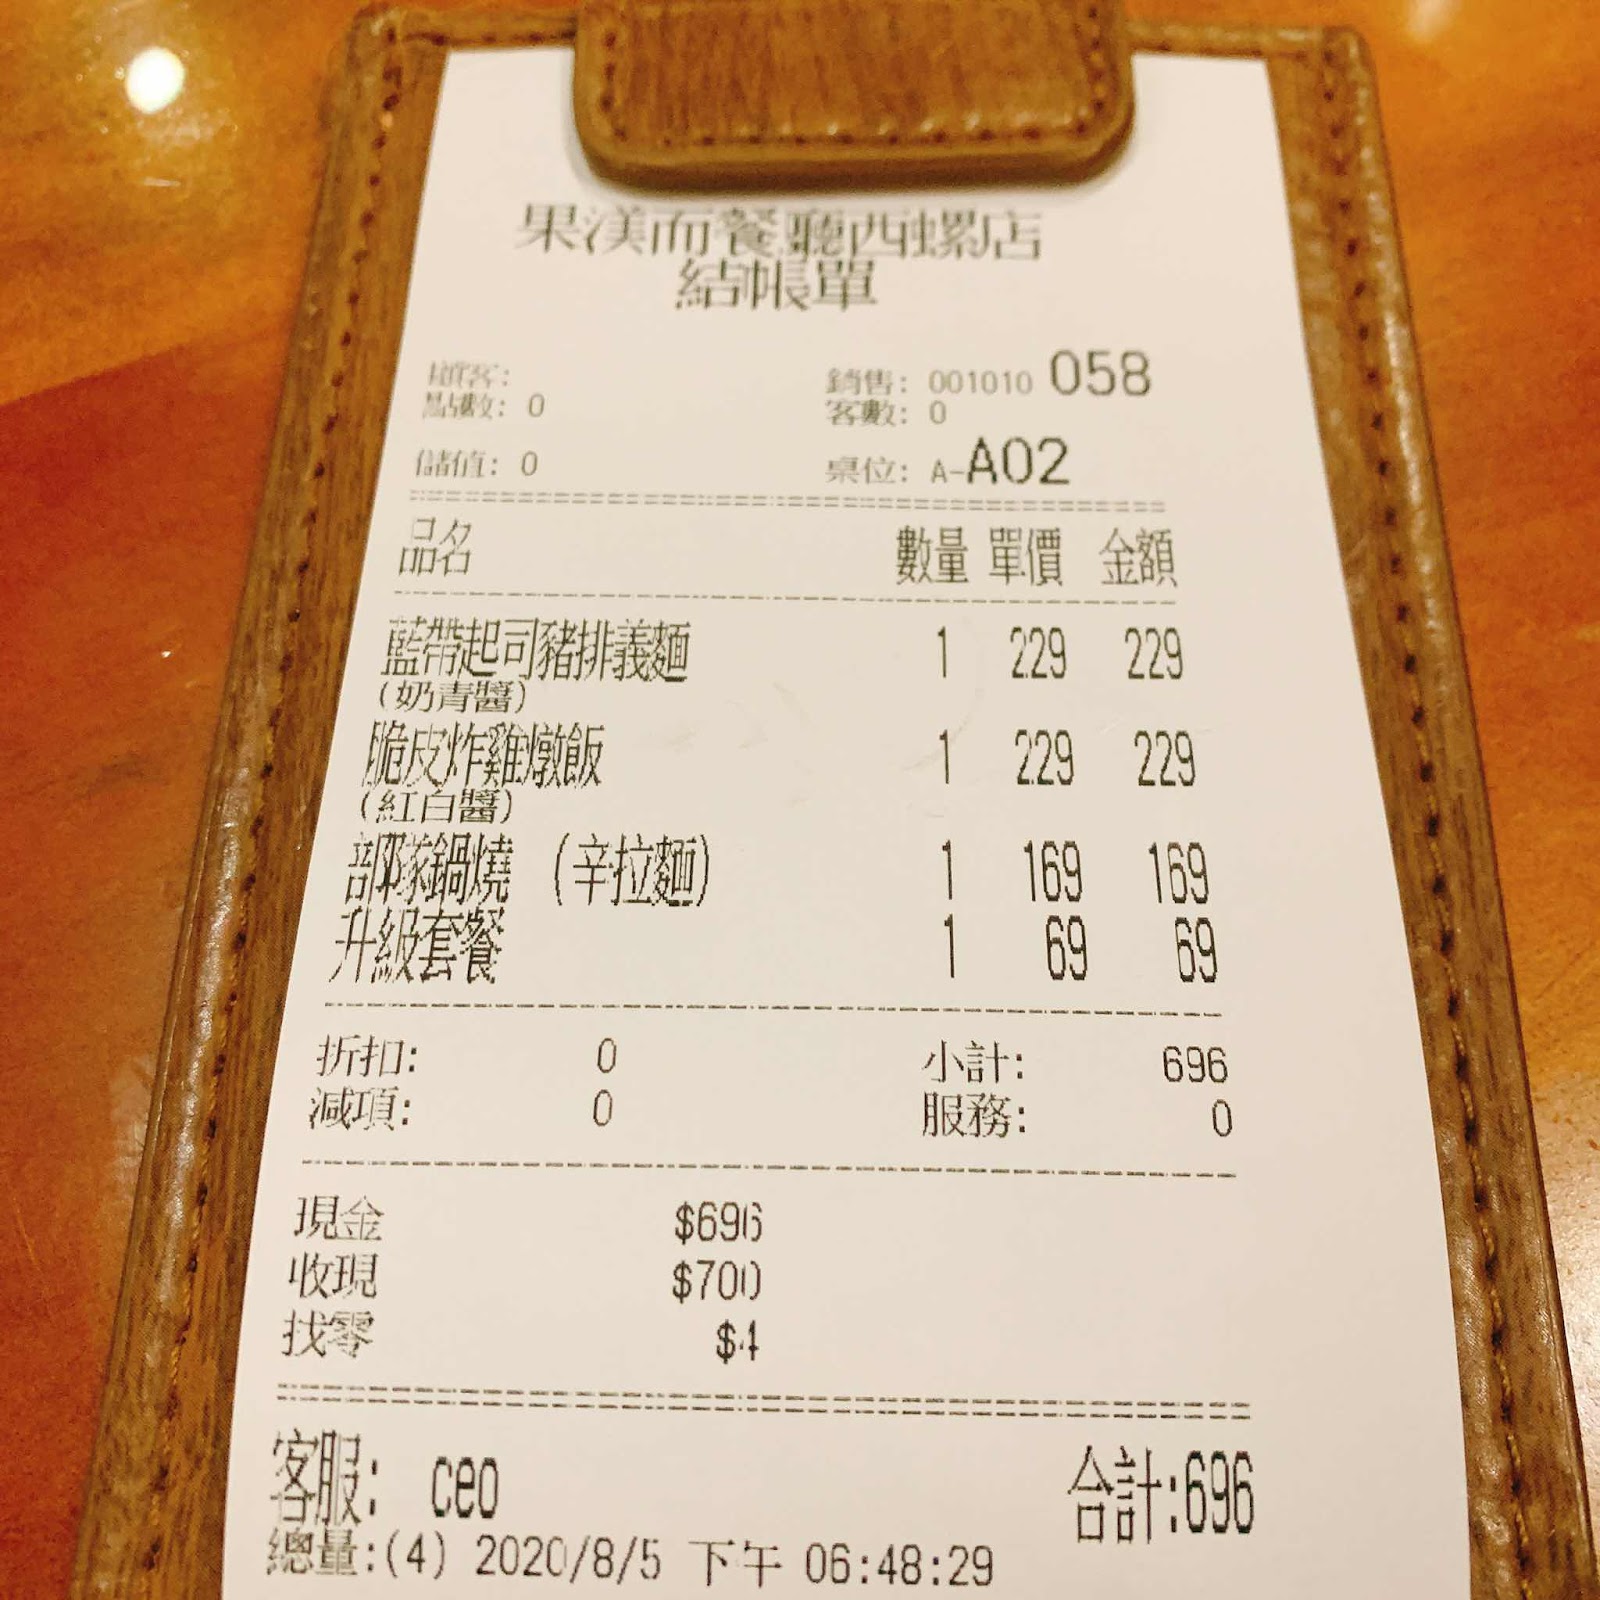 果渼而餐廳西螺店
結帳單
顧客:
銷售: 001010 058
點數: 0
客數: 0
儲值: 0
桌位: A-A02
品名 數量 單價 金額
藍帶起司豬排義麵 1 229 229
(奶青醬)
脆皮炸雞燉飯 1 229 229
(紅白醬)
部隊鍋燒 (辛拉麵) 1 169 169
升級套餐 1 69 69
折扣: 0 小計: 696
減項: 0 服務: 0
現金 $696
收現 $700
找零 $4
客服: ceo 合計:696
總量:(4) 2020/8/5 下午 06:48:29